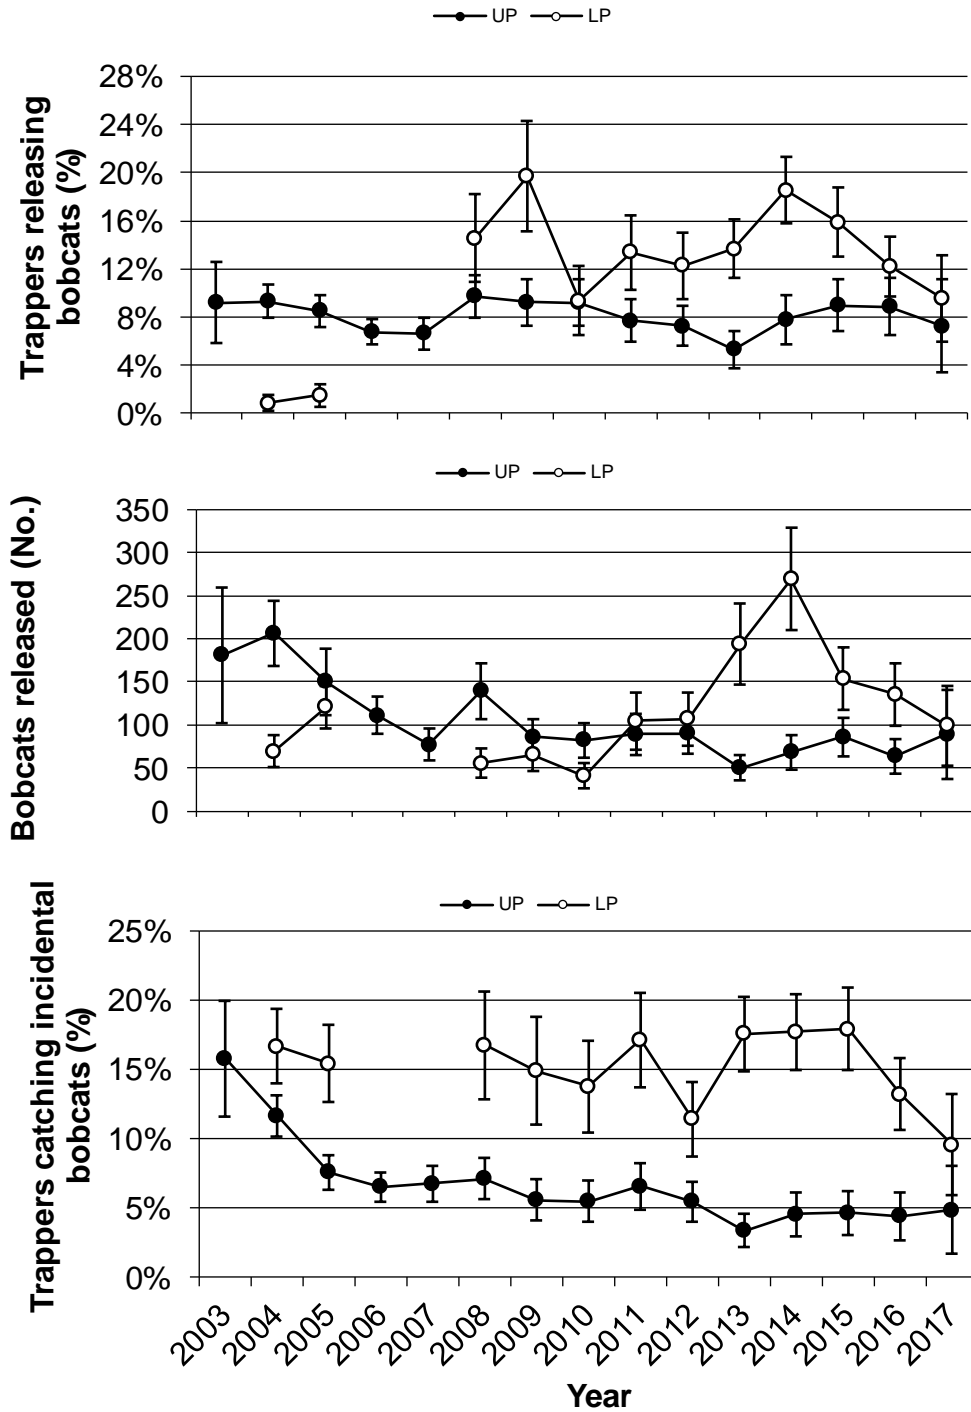 UP LP
Trappers releasing
bobcats (%)
28%
24%
20%
16%
12%
8%
4%
0%
UP LP
Bobcats released (No.)
350
300
250
200
150
100
50
0
UP LP
Trappers catching incidental
bobcats (%)
25%
20%
15%
10%
5%
0%
2003 2004 2005 2006 2007 2008 2009 2010 2011 2012 2013 2014 2015 2016 2017
Year